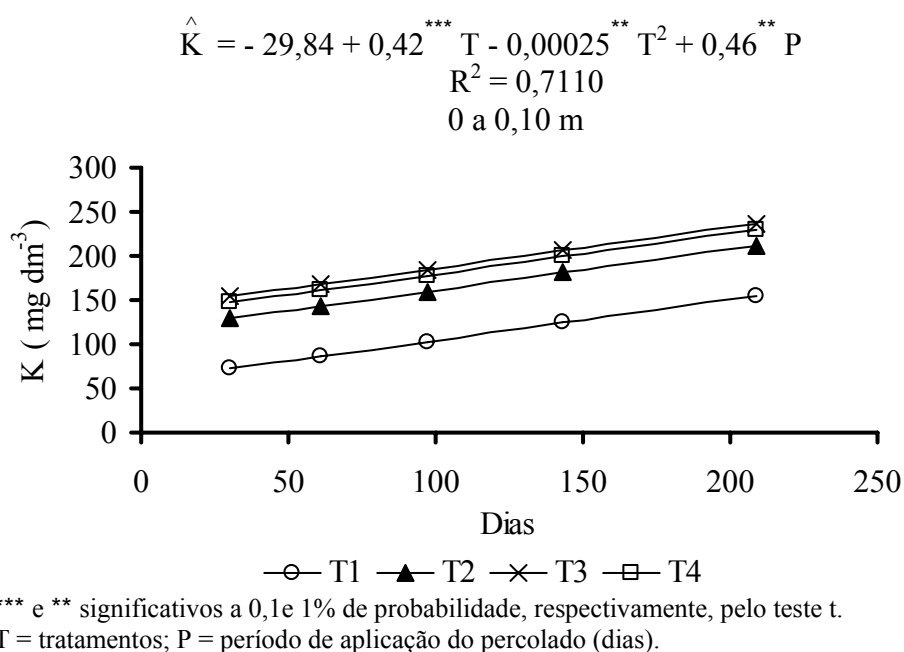 K̂ = - 29,84 + 0,42*** T - 0,00025** T² + 0,46** P
R² = 0,7110
0 a 0,10 m
300
250
200
150
100
50
0
K ( mg dm⁻³)
0 50 100 150 200 250
Dias
T1 T2 T3 T4
*** e ** significativos a 0,1e 1% de probabilidade, respectivamente, pelo teste t.
T = tratamentos; P = período de aplicação do percolado (dias).